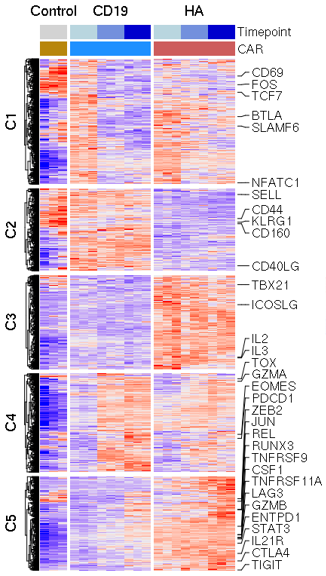 Control CD19 HA
Timepoint
CAR
C1
CD69
FOS
TCF7
BTLA
SLAMF6
NFATC1
C2
SELL
CD44
KLRG1
CD160
CD40LG
C3
TBX21
ICOSLG
IL2
IL3
TOX
C4
GZMA
EOMES
PDCD1
ZEB2
JUN
REL
RUNX3
TNFRSF9
CSF1
C5
TNFRSF11A
LAG3
GZMB
ENTPD1
STAT3
IL21R
CTLA4
TIGIT